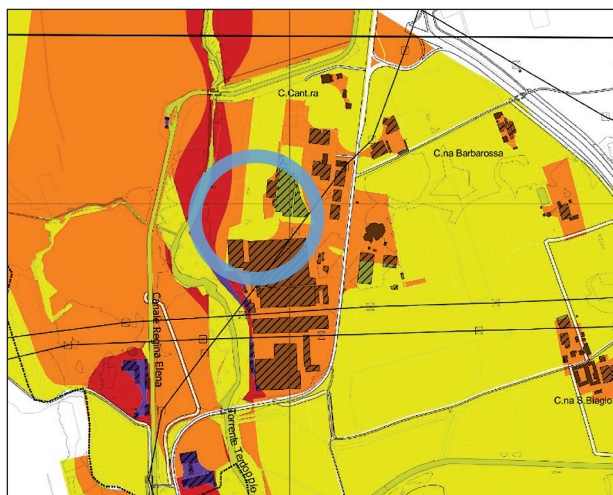 C.Cant.ra
C.na Barbarossa
Canale Regina Elena
C.na S.Biagio
Torrente Terdoppio